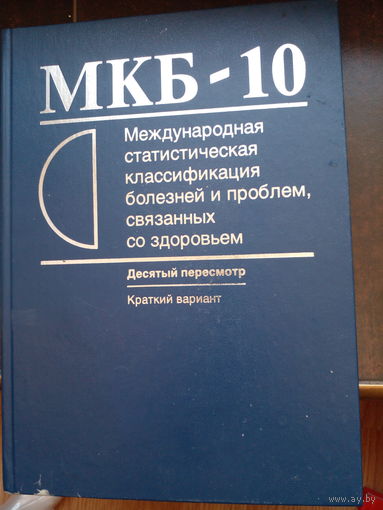 МКБ-10
Международная
статистическая
классификация
болезней и проблем,
связанных
со здоровьем
Десятый пересмотр
Краткий вариант
www.ay.by